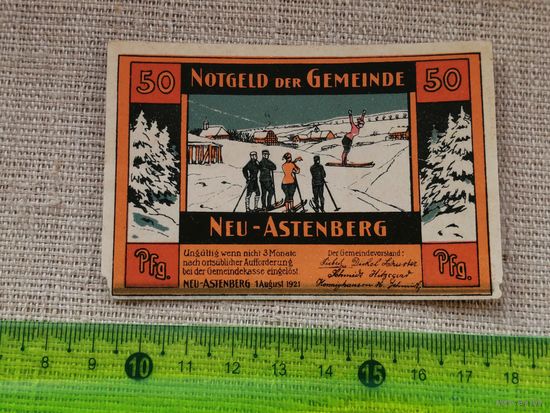 50 NOTGELD DER GEMEINDE 50
NEU-ASTENBERG
Pfg. Pfg.
Ungültig wenn nicht 3 Monate
nach ortsüblicher Aufforderung
bei der Gemeindekasse eingelöst.
NEU-ASTENBERG 1 August 1921
Der Gemeindevorstand:
Schmidt
8 9 10 11 12 13 14 15 16 17 18